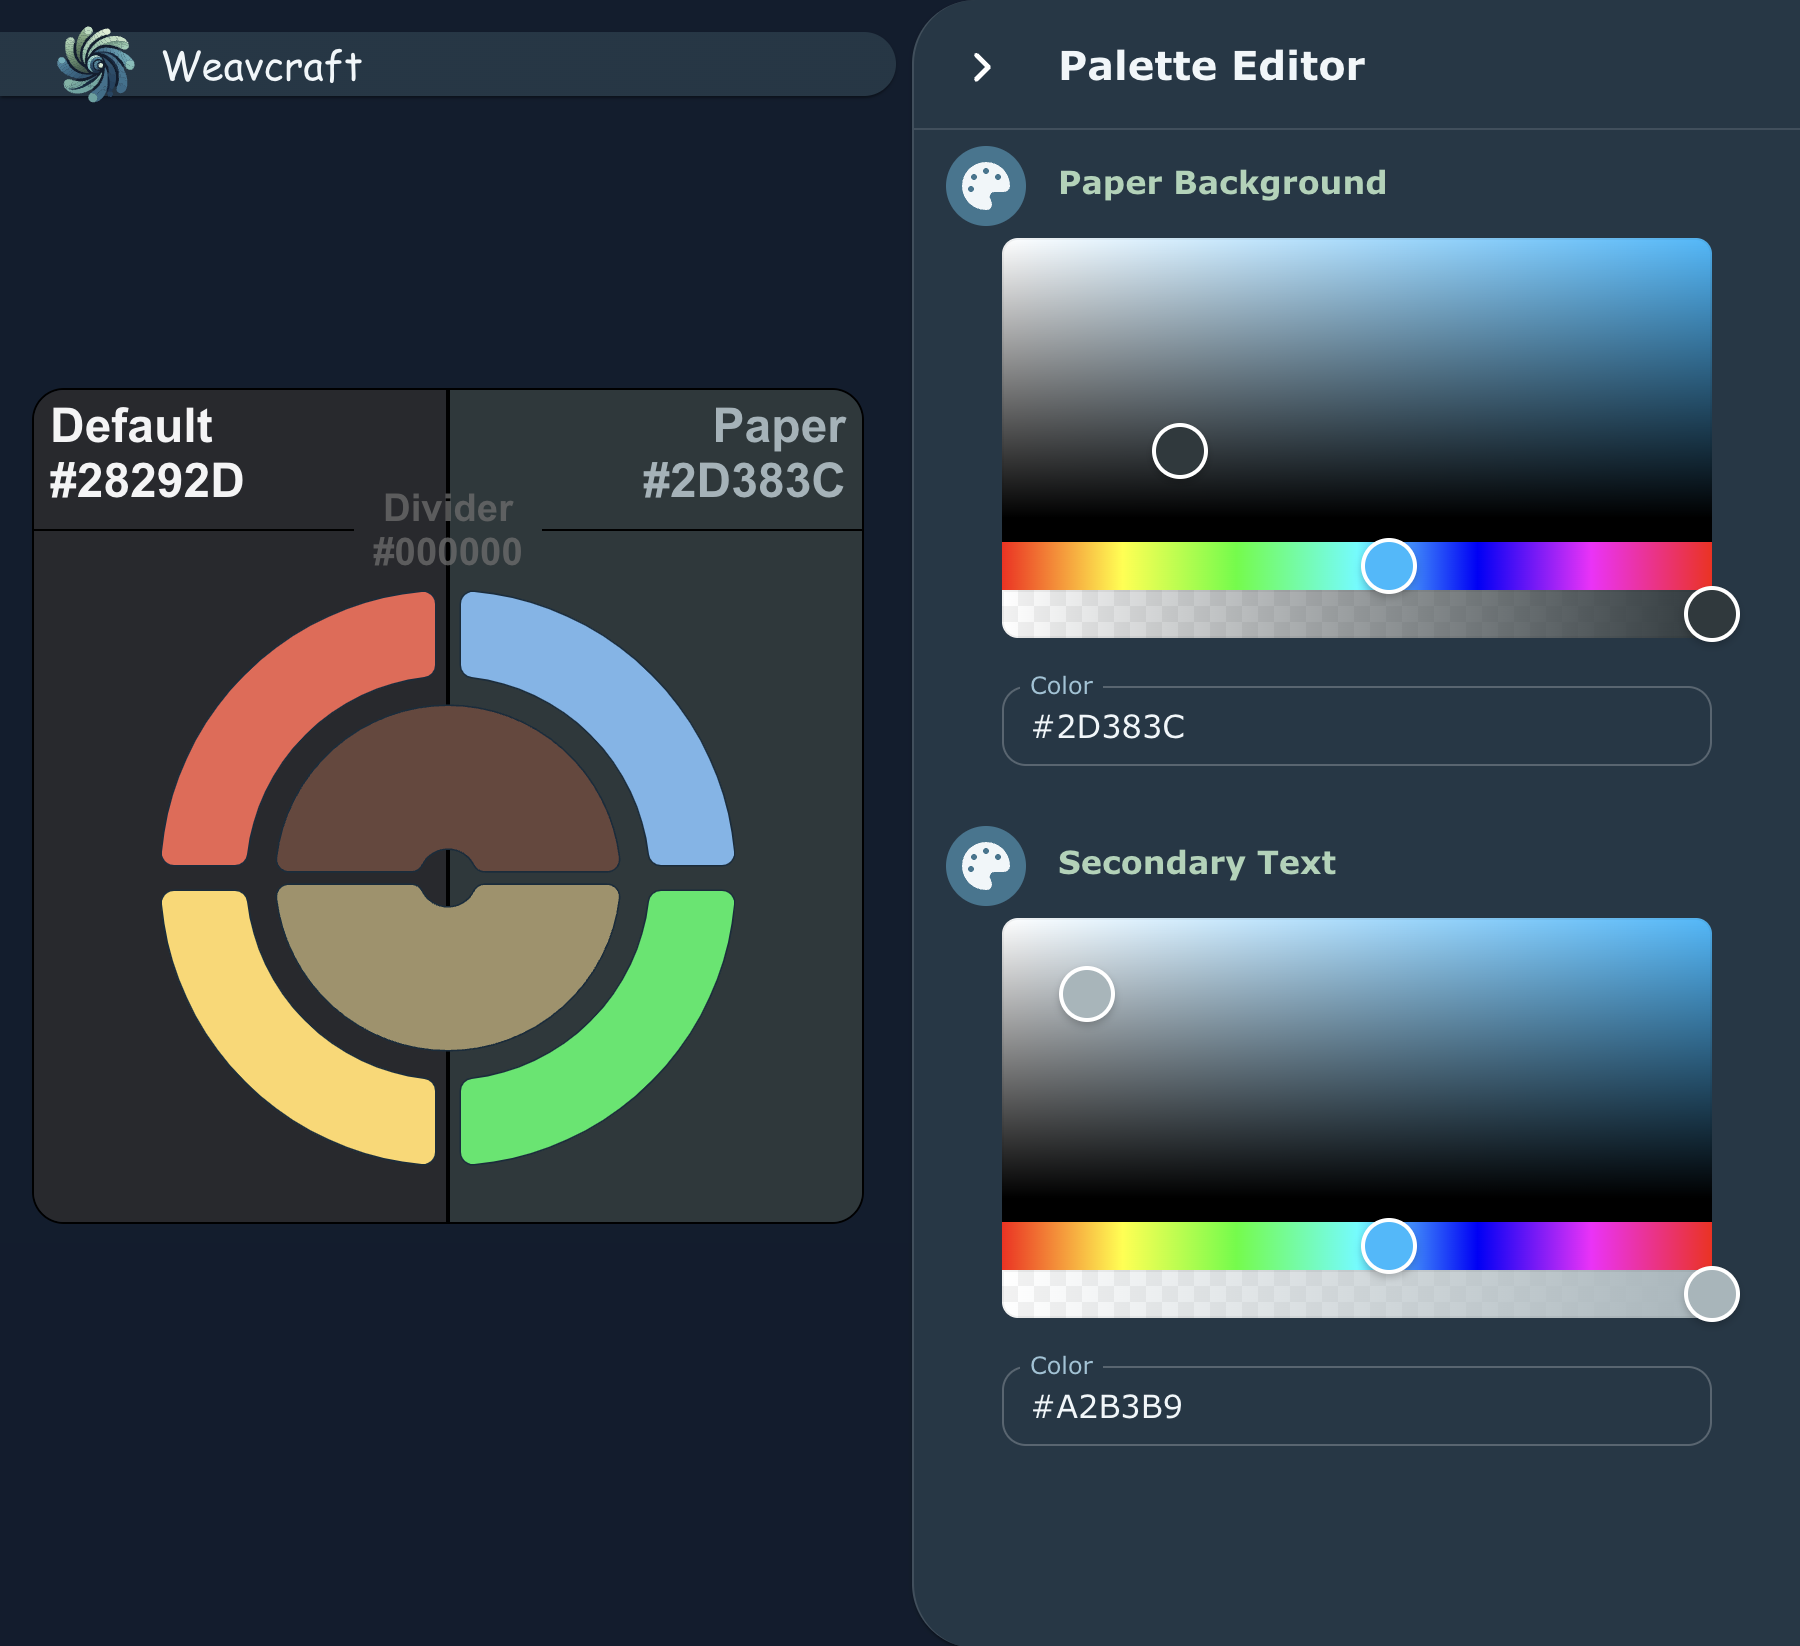 Weavcraft
Default
#28292D
Paper
#2D383C
Divider
#000000
Palette Editor
Paper Background
Color
#2D383C
Secondary Text
Color
#A2B3B9